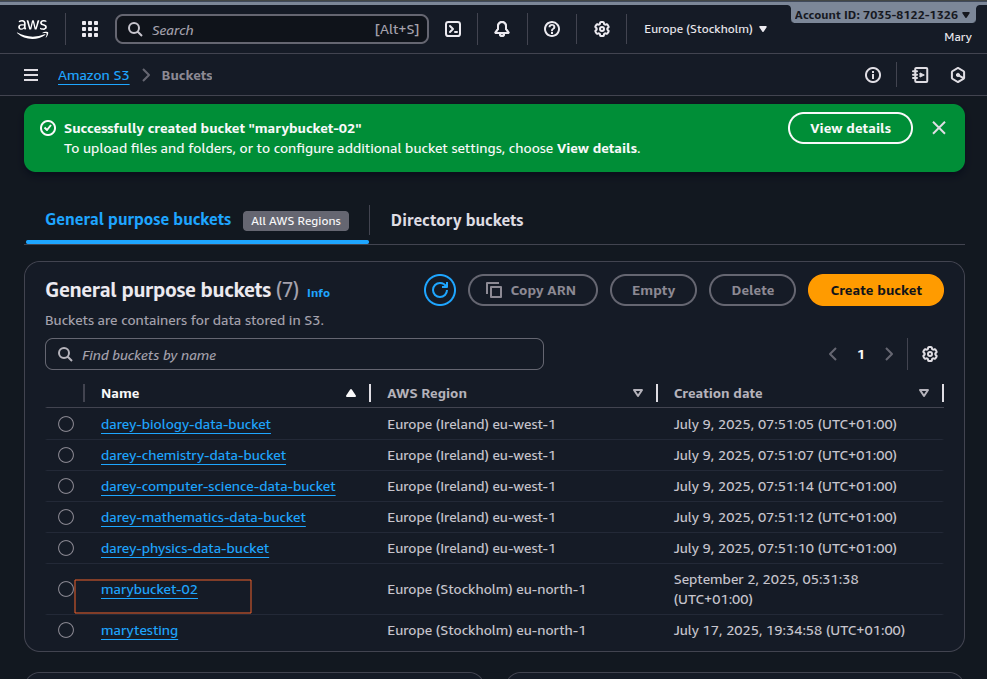 aws
Search [Alt+S]
Europe (Stockholm) ▼
Account ID: 7035-8122-1326 ▼
Mary
Amazon S3 > Buckets
Successfully created bucket "marybucket-02"
To upload files and folders, or to configure additional bucket settings, choose View details.
View details
General purpose buckets All AWS Regions Directory buckets
General purpose buckets (7) Info
Copy ARN Empty Delete Create bucket
Buckets are containers for data stored in S3.
Find buckets by name
1
Name AWS Region Creation date
darey-biology-data-bucket Europe (Ireland) eu-west-1 July 9, 2025, 07:51:05 (UTC+01:00)
darey-chemistry-data-bucket Europe (Ireland) eu-west-1 July 9, 2025, 07:51:07 (UTC+01:00)
darey-computer-science-data-bucket Europe (Ireland) eu-west-1 July 9, 2025, 07:51:14 (UTC+01:00)
darey-mathematics-data-bucket Europe (Ireland) eu-west-1 July 9, 2025, 07:51:12 (UTC+01:00)
darey-physics-data-bucket Europe (Ireland) eu-west-1 July 9, 2025, 07:51:10 (UTC+01:00)
marybucket-02 Europe (Stockholm) eu-north-1 September 2, 2025, 05:31:38
(UTC+01:00)
marytesting Europe (Stockholm) eu-north-1 July 17, 2025, 19:34:58 (UTC+01:00)